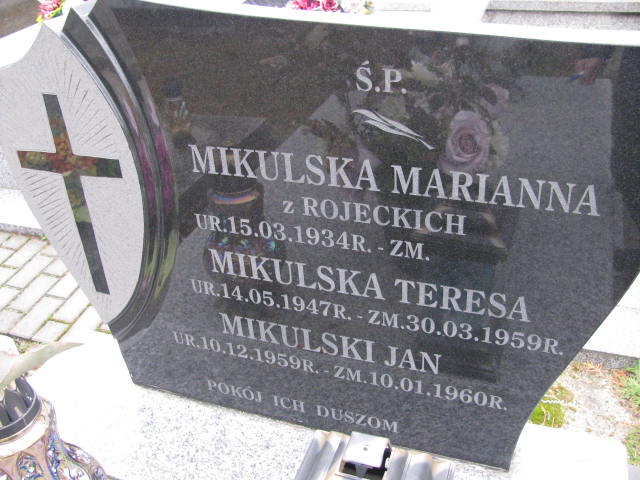 Ś.P.
MIKULSKA MARIANNA
z ROJECKICH
UR.15.03.1934R. - ZM.
MIKULSKA TERESA
UR.14.05.1947R. - ZM.30.03.1959R.
MIKULSKI JAN
UR.10.12.1959R. - ZM.10.01.1960R.
POKÓJ ICH DUSZOM